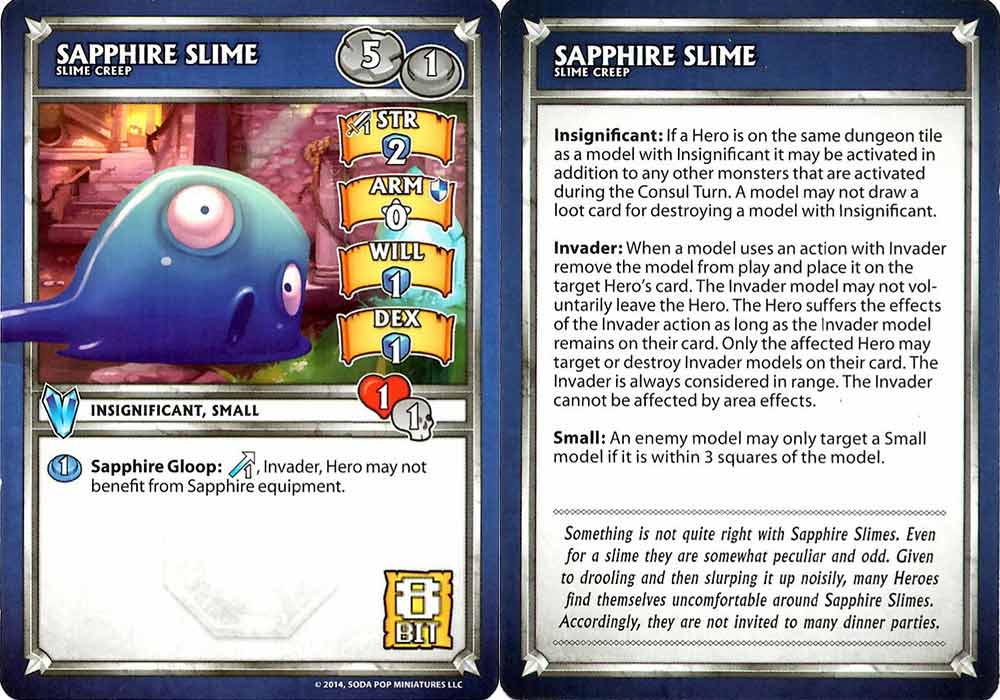 SAPPHIRE SLIME
SLIME CREEP
5
1
STR
2
ARM
0
WILL
1
DEX
1
1
1
INSIGNIFICANT, SMALL
1
Sapphire Gloop: , Invader, Hero may not
benefit from Sapphire equipment.
8
BIT
© 2014, SODA POP MINIATURES LLC
SAPPHIRE SLIME
SLIME CREEP
Insignificant: If a Hero is on the same dungeon tile
as a model with Insignificant it may be activated in
addition to any other monsters that are activated
during the Consul Turn. A model may not draw a
loot card for destroying a model with Insignificant.
Invader: When a model uses an action with Invader
remove the model from play and place it on the
target Hero's card. The Invader model may not vol-
untarily leave the Hero. The Hero suffers the effects
of the Invader action as long as the Invader model
remains on their card. Only the affected Hero may
target or destroy Invader models on their card. The
Invader is always considered in range. The Invader
cannot be affected by area effects.
Small: An enemy model may only target a Small
model if it is within 3 squares of the model.
Something is not quite right with Sapphire Slimes. Even
for a slime they are somewhat peculiar and odd. Given
to drooling and then slurping it up noisily, many Heroes
find themselves uncomfortable around Sapphire Slimes.
Accordingly, they are not invited to many dinner parties.